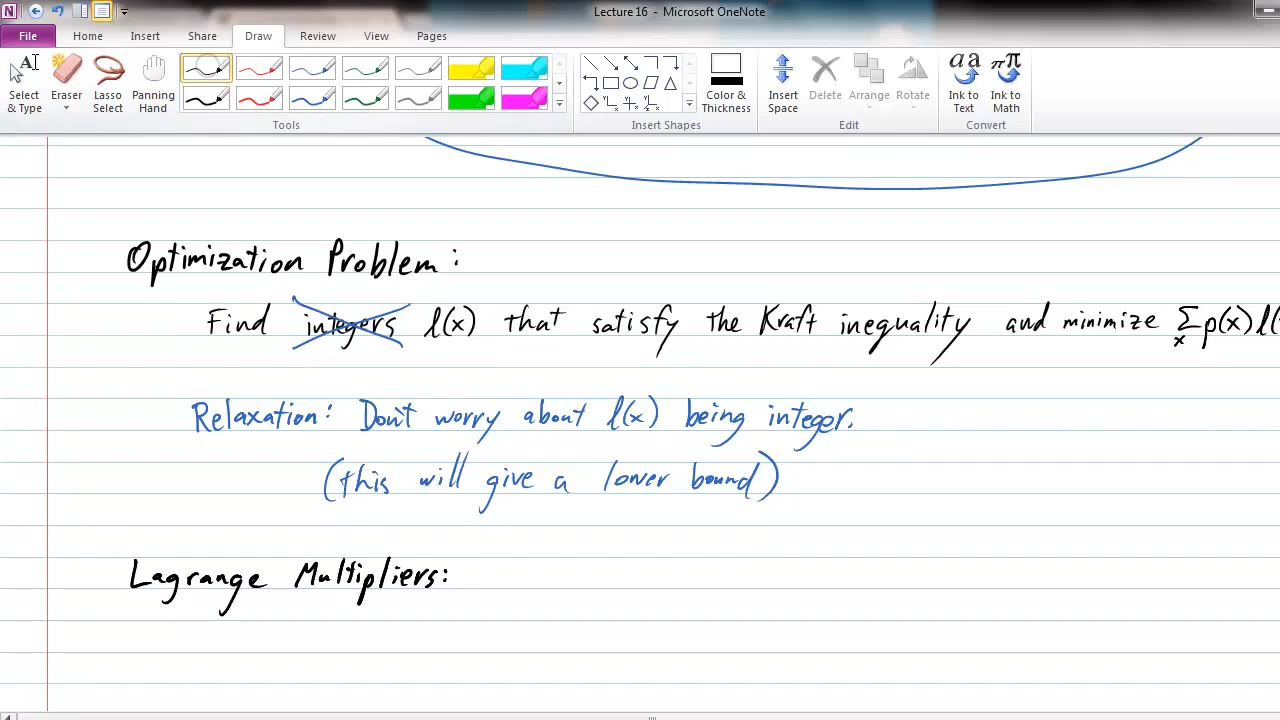 Lecture 16 - Microsoft OneNote
File Home Insert Share Draw Review View Pages
Select & Type
Eraser
Lasso Select
Panning Hand
Color & Thickness
Insert Space
Delete
Arrange
Rotate
Ink to Text
Ink to Math
Tools Insert Shapes Edit Convert
Optimization Problem:
Find integers l(x) that satisfy the Kraft inequality and minimize Σ p(x) l(
x
Relaxation: Don't worry about l(x) being integer.
(this will give a lower bound)
Lagrange Multipliers: